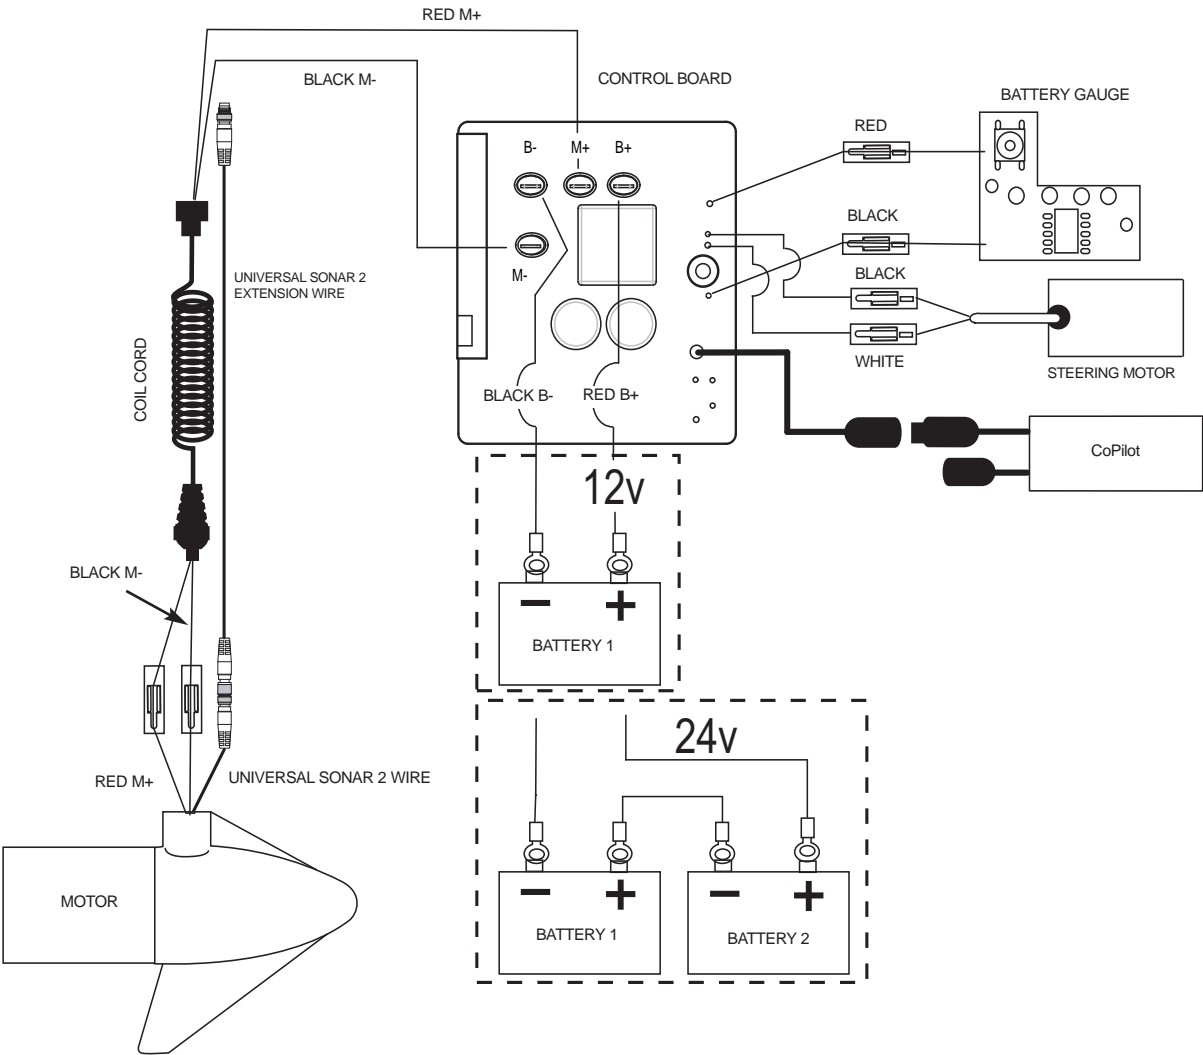 RED M+
BLACK M-
CONTROL BOARD
BATTERY GAUGE
RED
B-
M+
B+
BLACK
M-
BLACK
UNIVERSAL SONAR 2
EXTENSION WIRE
COIL CORD
WHITE
STEERING MOTOR
BLACK B-
RED B+
CoPilot
12v
BLACK M-
BATTERY 1
24v
RED M+
UNIVERSAL SONAR 2 WIRE
MOTOR
BATTERY 1
BATTERY 2